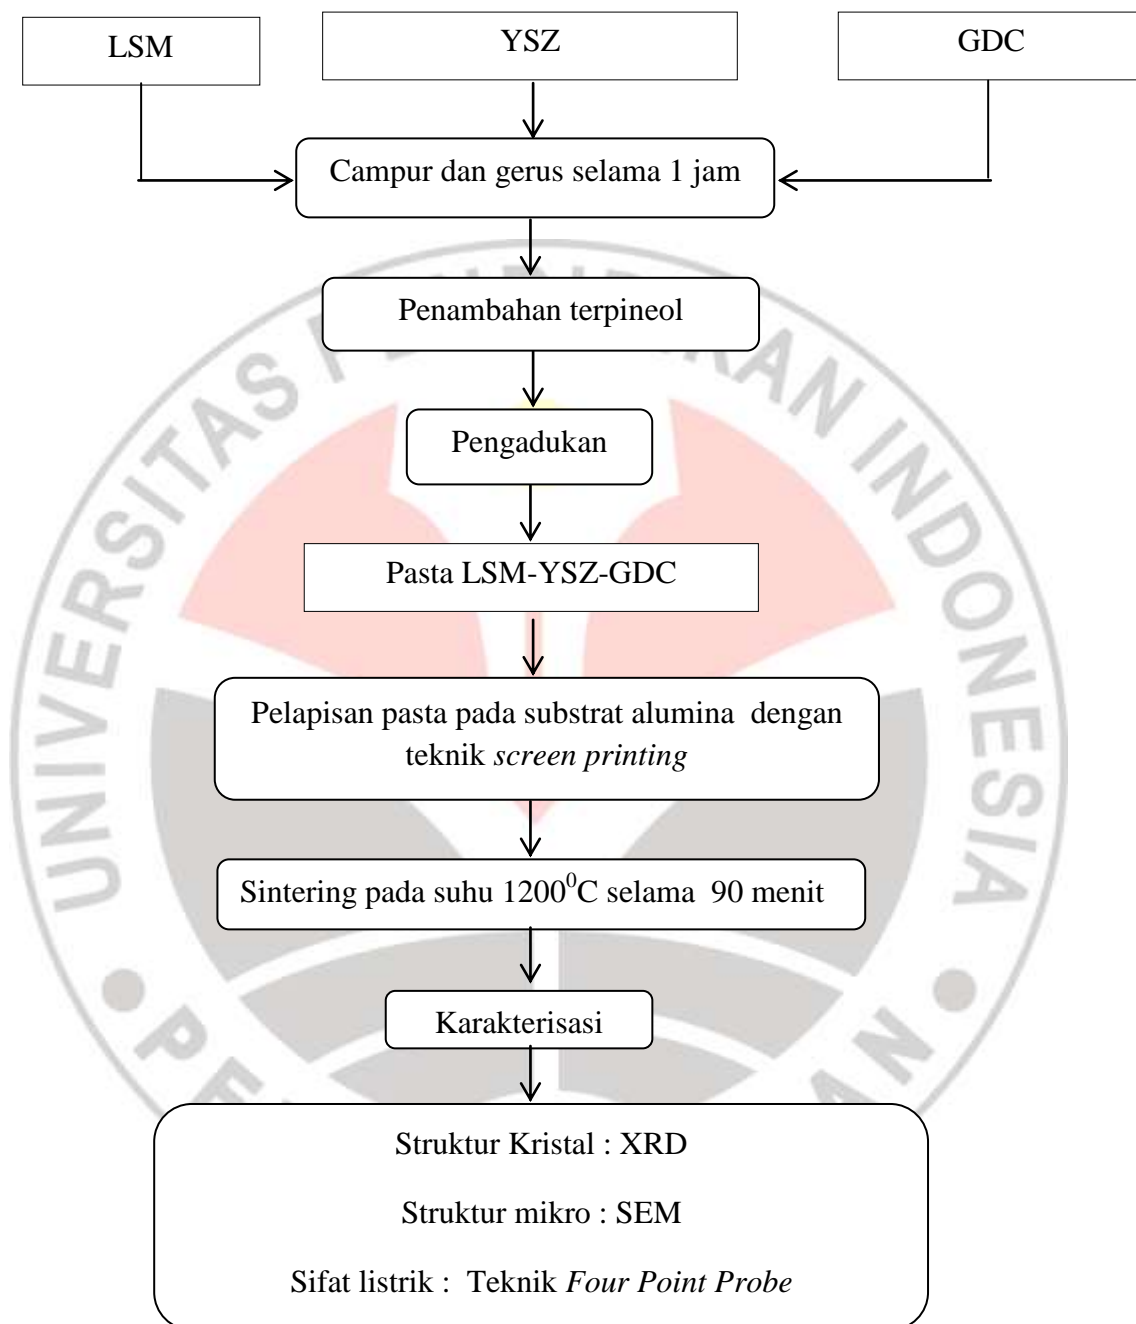 LSM
YSZ
GDC
Campur dan gerus selama 1 jam
Penambahan terpineol
Pengadukan
Pasta LSM-YSZ-GDC
Pelapisan pasta pada substrat alumina dengan
teknik screen printing
Sintering pada suhu 1200⁰C selama 90 menit
Karakterisasi
Struktur Kristal : XRD
Struktur mikro : SEM
Sifat listrik : Teknik Four Point Probe
UNIVERSITAS
INDONESIA